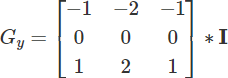 G_y = [ -1 -2 -1
0 0 0
1 2 1 ] * I